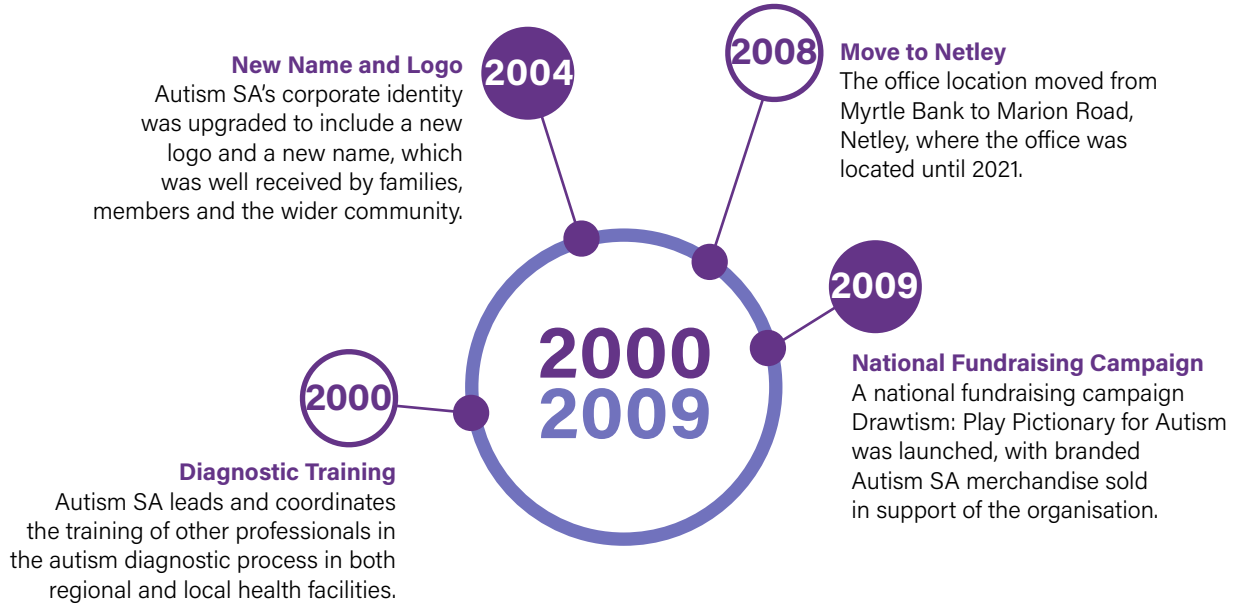 2000
Diagnostic Training
Autism SA leads and coordinates
the training of other professionals in
the autism diagnostic process in both
regional and local health facilities.
2004
New Name and Logo
Autism SA’s corporate identity
was upgraded to include a new
logo and a new name, which
was well received by families,
members and the wider community.
2008
Move to Netley
The office location moved from
Myrtle Bank to Marion Road,
Netley, where the office was
located until 2021.
2009
National Fundraising Campaign
A national fundraising campaign
Drawtism: Play Pictionary for Autism
was launched, with branded
Autism SA merchandise sold
in support of the organisation.
2000
2009